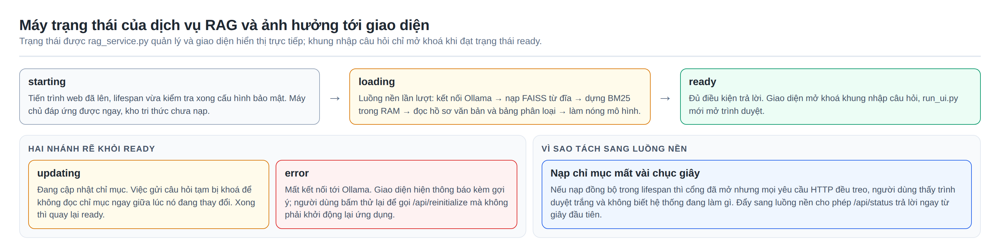 Máy trạng thái của dịch vụ RAG và ảnh hưởng tới giao diện
Trạng thái được rag_service.py quản lý và giao diện hiển thị trực tiếp; khung nhập câu hỏi chỉ mở khoá khi đạt trạng thái ready.
starting
Tiến trình web đã lên, lifespan vừa kiểm tra xong cấu hình bảo mật. Máy
chủ đáp ứng được ngay, kho tri thức chưa nạp.
→
loading
Luồng nền lần lượt: kết nối Ollama → nạp FAISS từ đĩa → dựng BM25
trong RAM → đọc hồ sơ văn bản và bảng phân loại → làm nóng mô hình.
→
ready
Đủ điều kiện trả lời. Giao diện mở khoá khung nhập câu hỏi, run_ui.py
mới mở trình duyệt.
HAI NHÁNH RẼ KHỎI READY
updating
Đang cập nhật chỉ mục. Việc gửi câu hỏi tạm bị khoá để
không đọc chỉ mục ngay giữa lúc nó đang thay đổi. Xong
thì quay lại ready.
error
Mất kết nối tới Ollama. Giao diện hiện thông báo kèm gợi
ý; người dùng bấm thử lại để gọi /api/reinitialize mà không
phải khởi động lại ứng dụng.
VÌ SAO TÁCH SANG LUỒNG NỀN
Nạp chỉ mục mất vài chục giây
Nếu nạp đồng bộ trong lifespan thì cổng đã mở nhưng mọi yêu cầu HTTP đều treo, người dùng thấy trình
duyệt trắng và không biết hệ thống đang làm gì. Đẩy sang luồng nền cho phép /api/status trả lời ngay từ
giây đầu tiên.